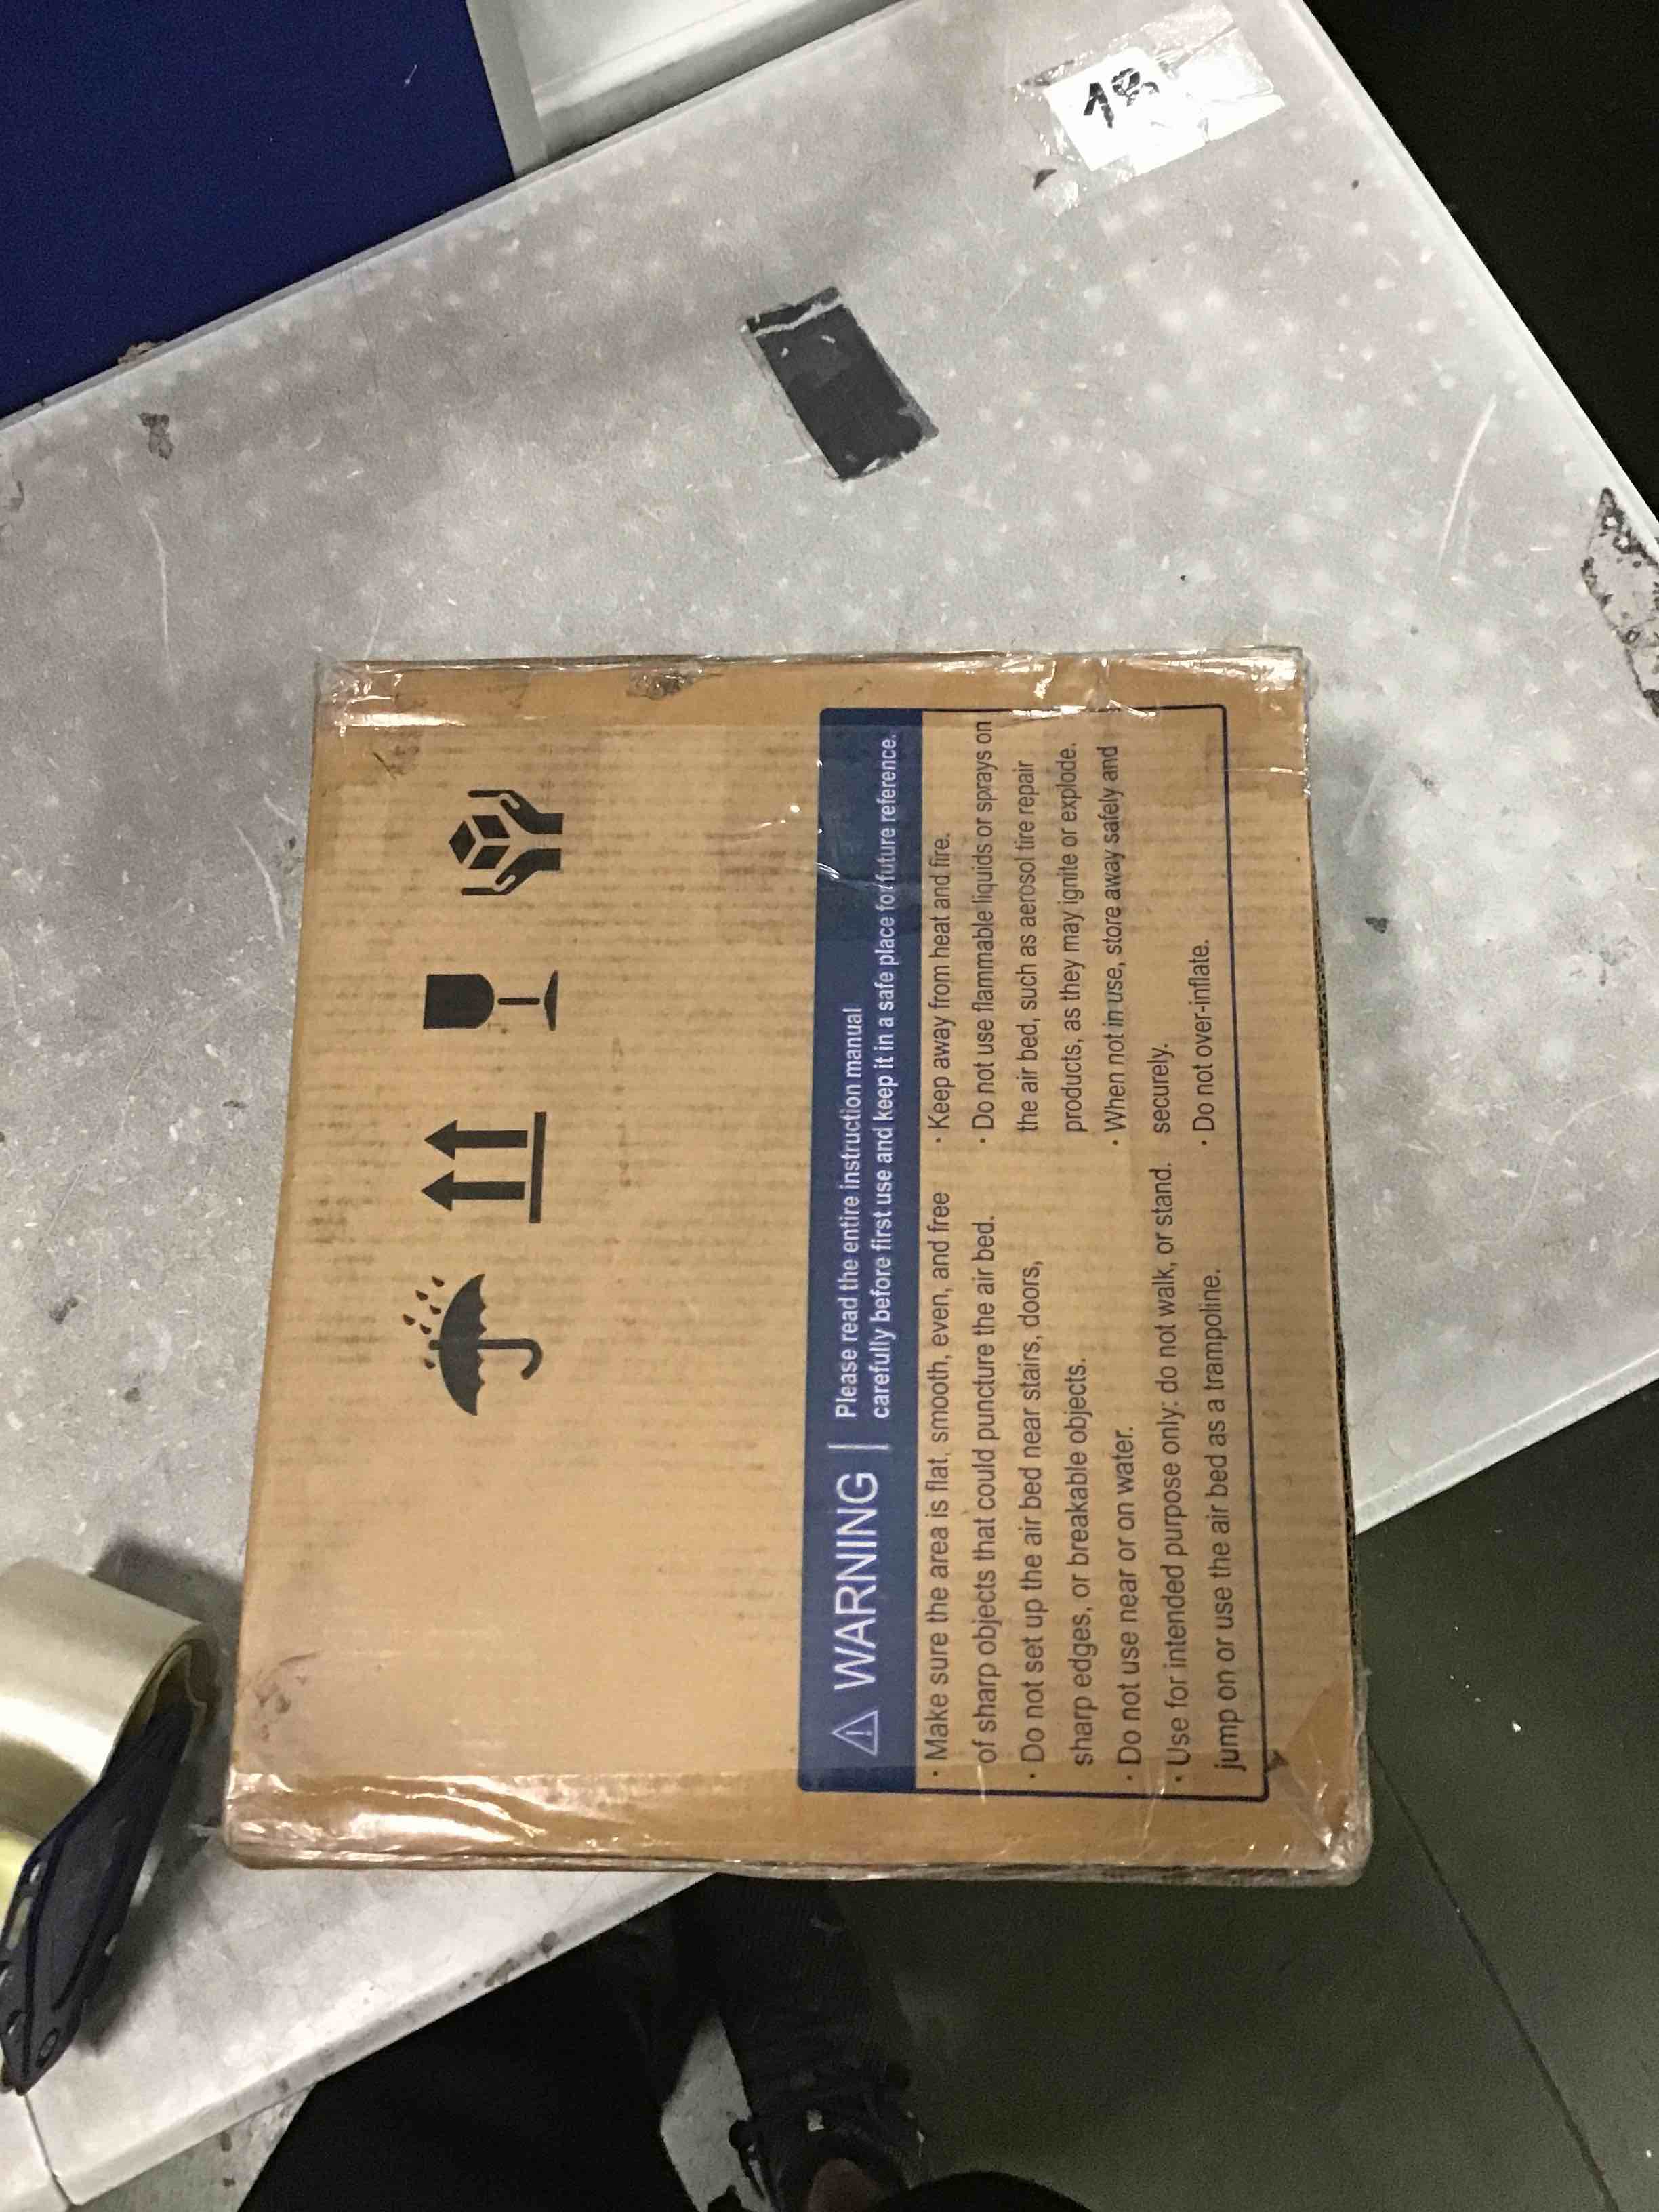 18
⚠ WARNING | Please read the entire instruction manual
carefully before first use and keep it in a safe place for future reference.
· Make sure the area is flat, smooth, even, and free
of sharp objects that could puncture the air bed.
· Do not set up the air bed near stairs, doors,
sharp edges, or breakable objects.
· Do not use near or on water.
· Use for intended purpose only: do not walk, or stand.
jump on or use the air bed as a trampoline.
· Keep away from heat and fire.
· Do not use flammable liquids or sprays on
the air bed, such as aerosol tire repair
products, as they may ignite or explode.
· When not in use, store away safely and
securely.
· Do not over-inflate.